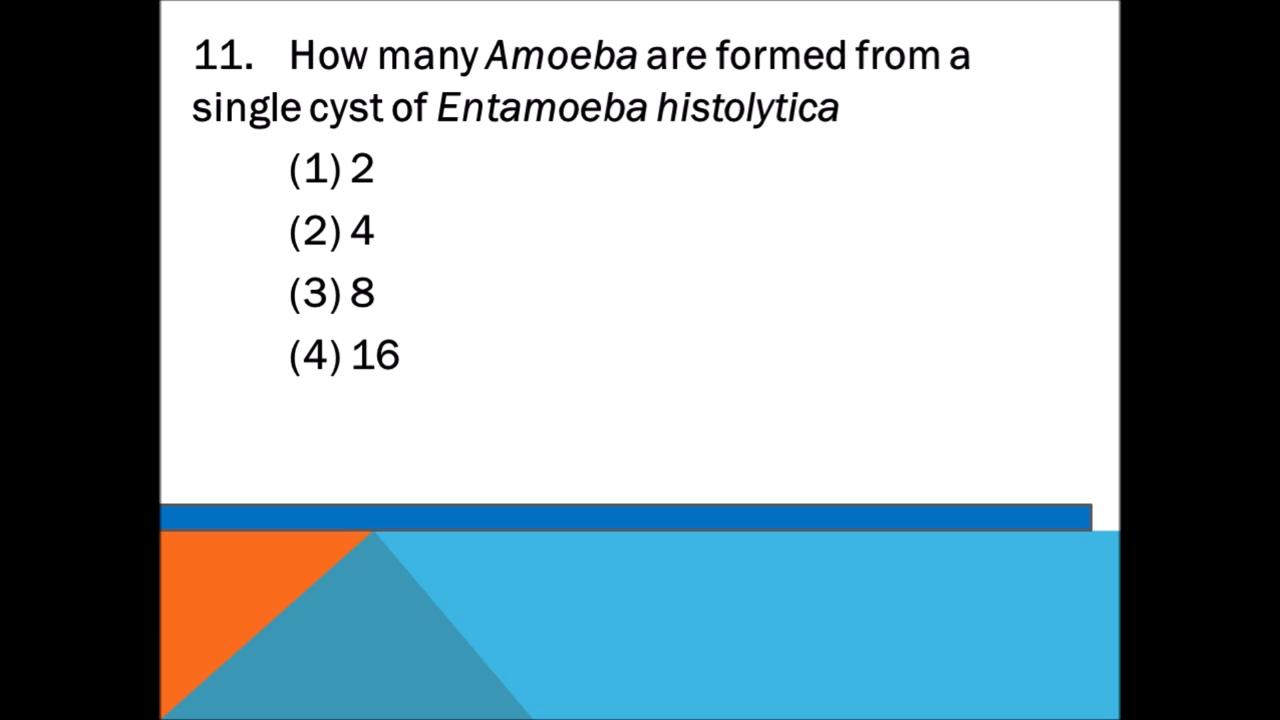 11. How many Amoeba are formed from a
single cyst of Entamoeba histolytica
(1) 2
(2) 4
(3) 8
(4) 16